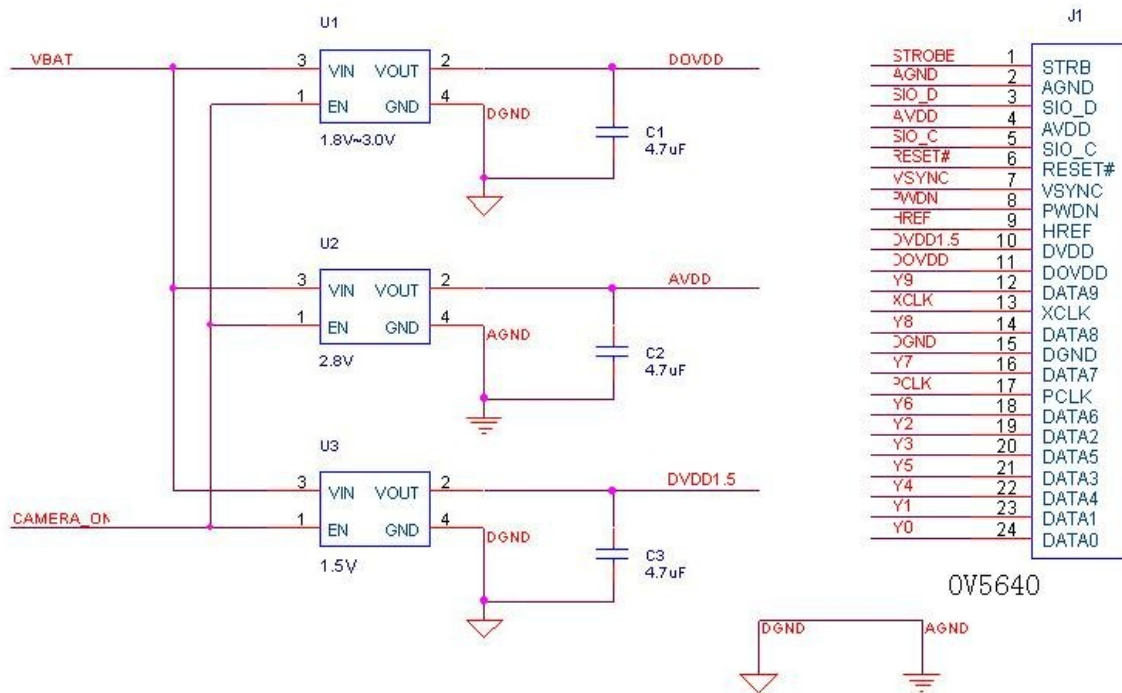 U1
VBAT
3 VIN VOUT 2 DOVDD
1 EN GND 4
DGND
1.8V~3.0V
C1
4.7uF
U2
3 VIN VOUT 2 AVDD
1 EN GND 4
AGND
2.8V
C2
4.7uF
U3
3 VIN VOUT 2 DVDD1.5
CAMERA_ON
1 EN GND 4
DGND
1.5V
C3
4.7uF
J1
STROBE 1 STRB
AGND 2 AGND
SIO_D 3 SIO_D
AVDD 4 AVDD
SIO_C 5 SIO_C
RESET# 6 RESET#
VSYNC 7 VSYNC
PWDN 8 PWDN
HREF 9 HREF
DVDD1.5 10 DVDD
DOVDD 11 DOVDD
Y9 12 DATA9
XCLK 13 XCLK
Y8 14 DATA8
DGND 15 DGND
Y7 16 DATA7
PCLK 17 PCLK
Y6 18 DATA6
Y2 19 DATA2
Y3 20 DATA5
Y5 21 DATA3
Y4 22 DATA4
Y1 23 DATA1
Y0 24 DATA0
OV5640
DGND AGND